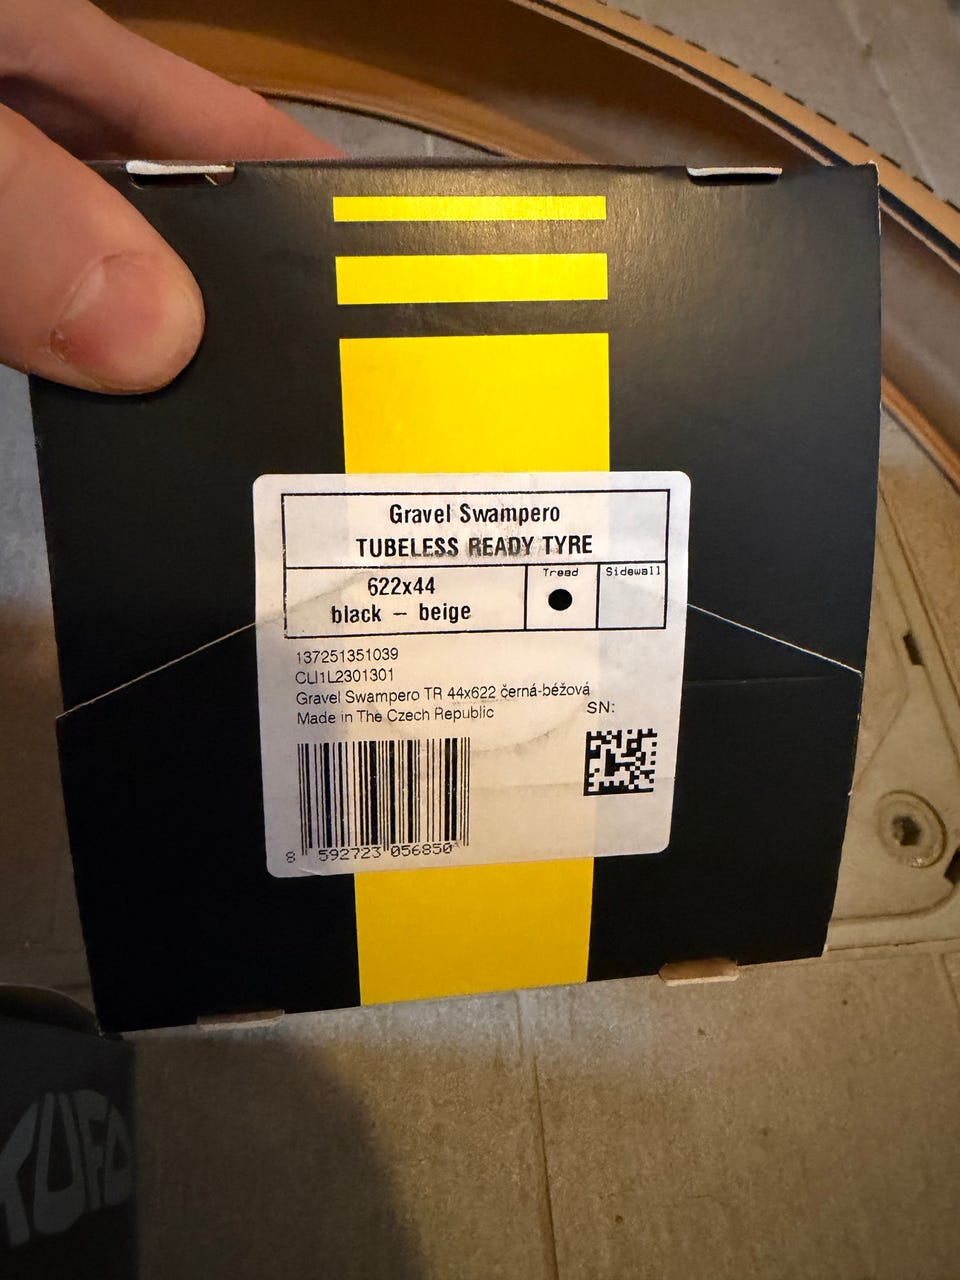 Gravel Swampero
TUBELESS READY TYRE
622x44
black – beige
Tread
Sidewall
137251351039
CLI1L2301301
Gravel Swampero TR 44x622 černá-béžová
Made in The Czech Republic
SN:
8 592723 056850
TUFO